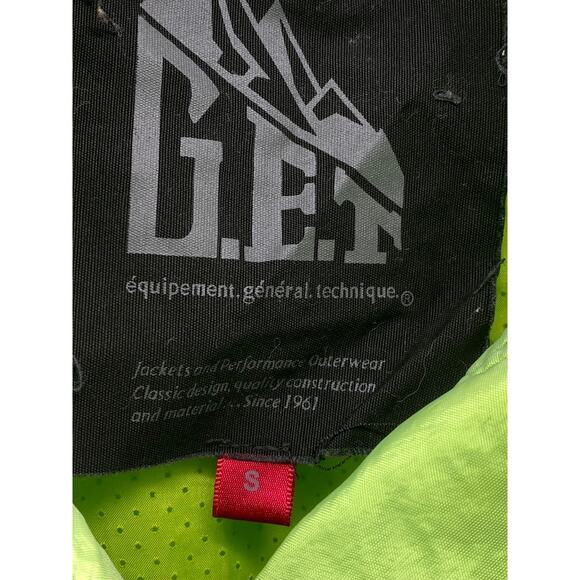 G.E.T
équipement.général.technique.®
Jackets and Performance Outerwear
Classic design, quality construction
and material...Since 1961
S